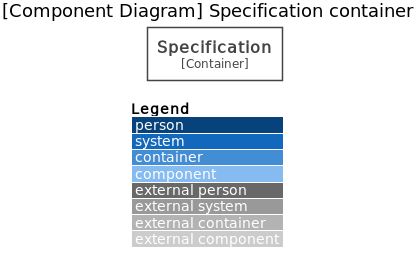 [Component Diagram] Specification container
Specification
[Container]
Legend
person
system
container
component
external person
external system
external container
external component